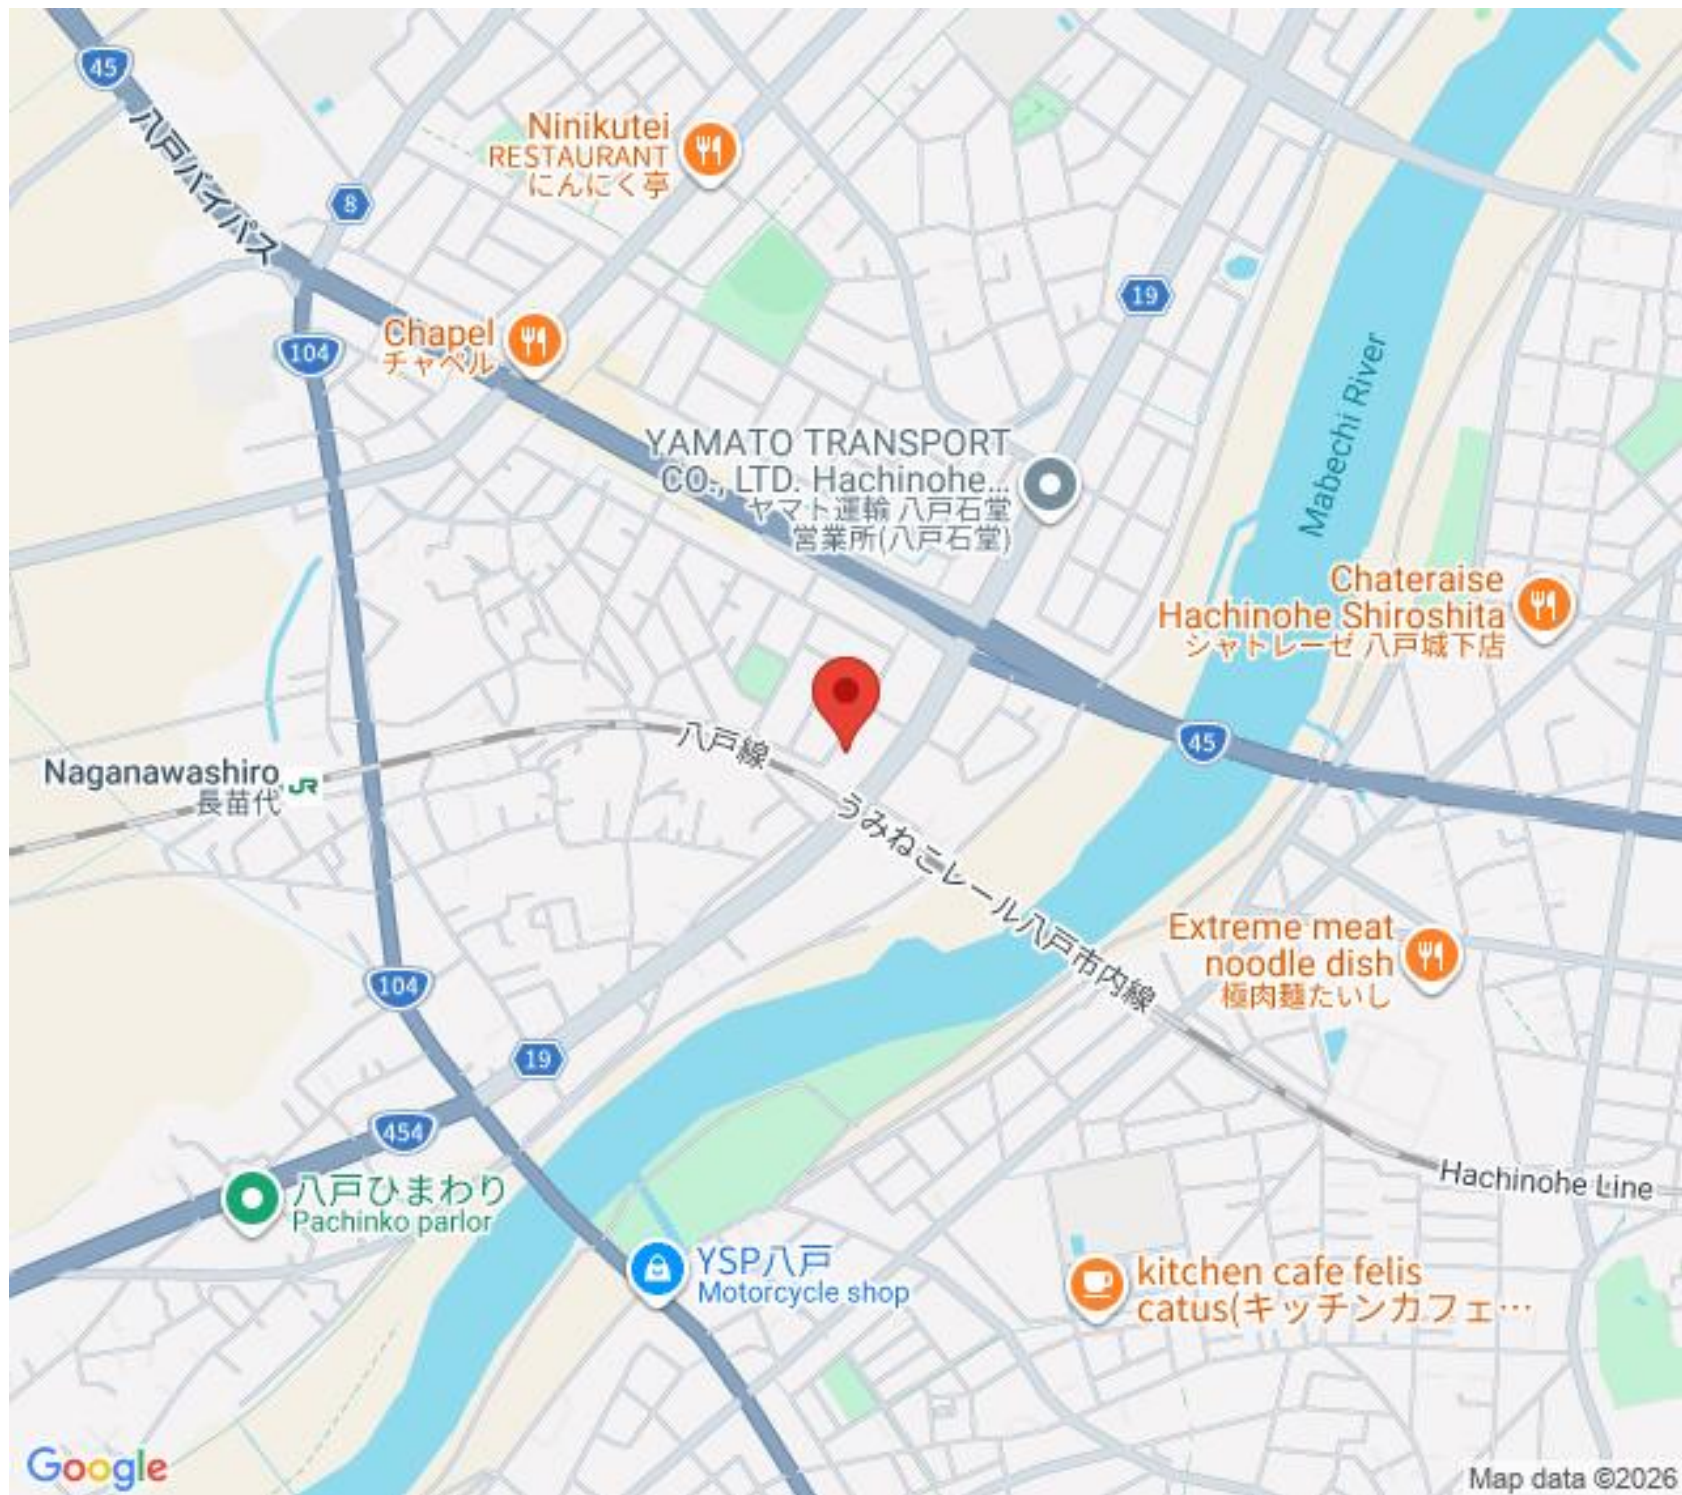 45
八戸バイパス
Ninikutei
RESTAURANT
にんにく亭
8
19
104
Chapel
チャペル
YAMATO TRANSPORT
CO., LTD. Hachinohe...
ヤマト運輸 八戸石堂
営業所(八戸石堂)
Mabechi River
Chateraise
Hachinohe Shiroshita
シャトレーゼ 八戸城下店
45
八戸線
Naganawashiro
JR
長苗代
うみねこレール八戸市内線
Extreme meat
noodle dish
極肉麺たいし
104
19
454
八戸ひまわり
Pachinko parlor
Hachinohe Line
YSP八戸
Motorcycle shop
kitchen cafe felis
catus(キッチンカフェ…
Google
Map data ©2026